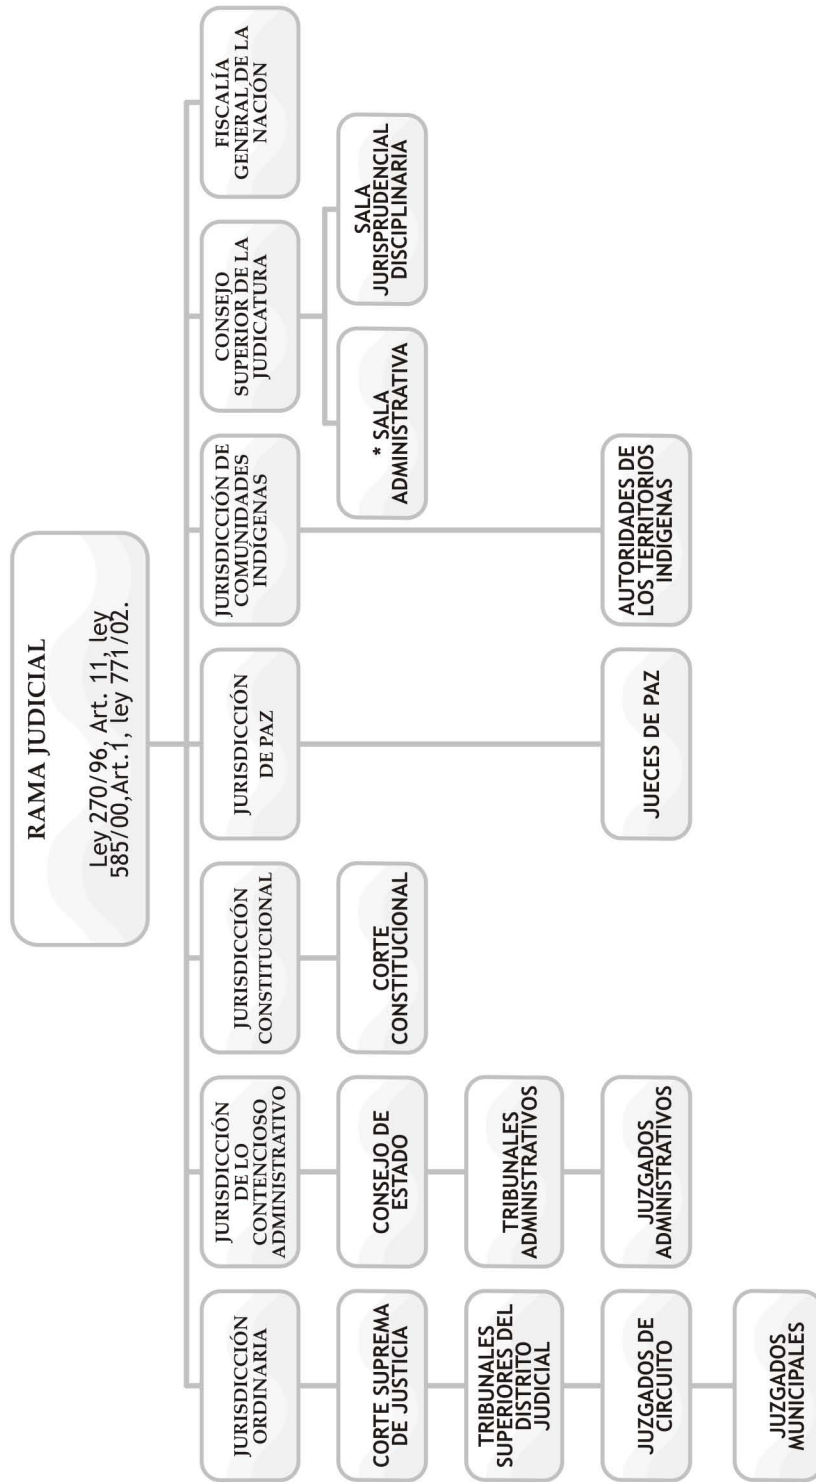 RAMA JUDICIAL
Ley 270/96, Art. 11, ley
585/00,Art.1, ley 771/02.
JURISDICCIÓN
ORDINARIA
JURISDICCIÓN
DE LO
CONTENCIOSO
ADMINISTRATIVO
JURISDICCIÓN
CONSTITUCIONAL
JURISDICCIÓN
DE PAZ
JURISDICCIÓN DE
COMUNIDADES
INDÍGENAS
CONSEJO
SUPERIOR DE LA
JUDICATURA
FISCALÍA
GENERAL DE LA
NACIÓN
CORTE SUPREMA
DE JUSTICIA
CONSEJO DE
ESTADO
CORTE
CONSTITUCIONAL
* SALA
ADMINISTRATIVA
SALA
JURISPRUDENCIAL
DISCIPLINARIA
TRIBUNALES
SUPERIORES DEL
DISTRITO
JUDICIAL
TRIBUNALES
ADMINISTRATIVOS
JUZGADOS DE
CIRCUITO
JUZGADOS
ADMINISTRATIVOS
JUECES DE PAZ
AUTORIDADES DE
LOS TERRITORIOS
INDÍGENAS
JUZGADOS
MUNICIPALES